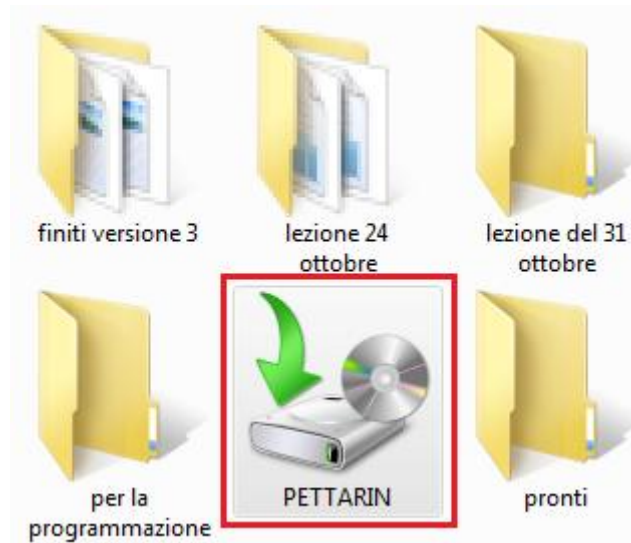 finiti versione 3
lezione 24
ottobre
lezione del 31
ottobre
per la
programmazione
PETTARIN
pronti